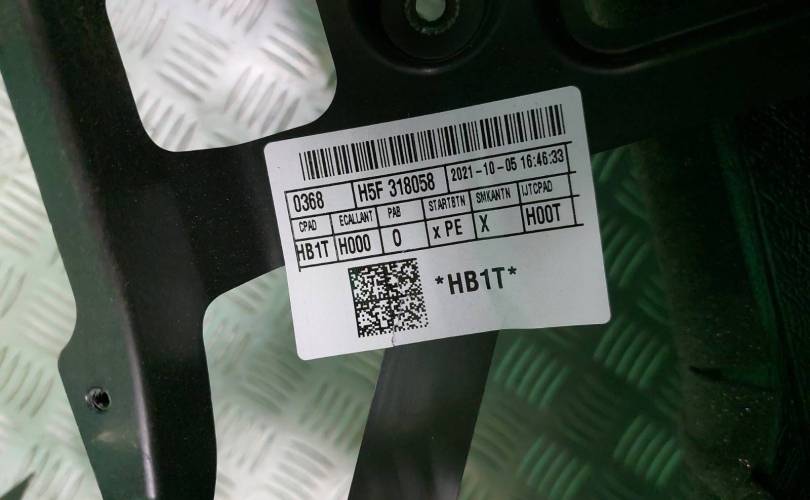 0368 H5F 318058 2021-10-05 16:46:33
CPAD ECALLANT PAB STARTBTN SMKANTN IJTCPAD
HB1T H000 0 x PE X H00T
*HB1T*